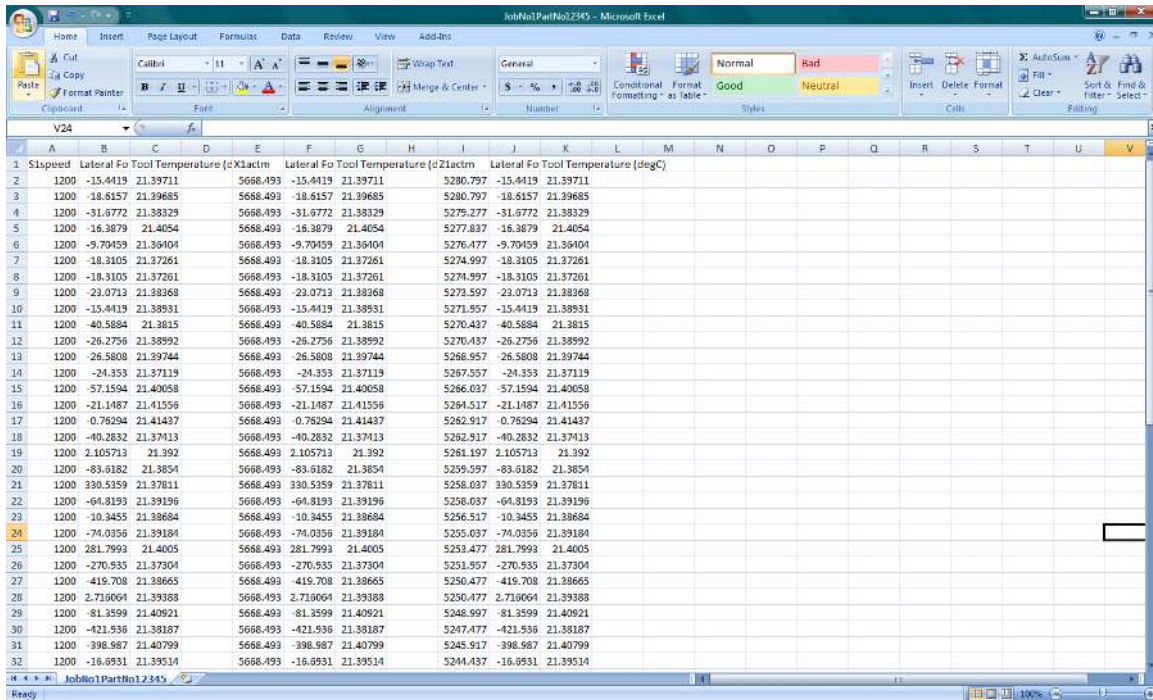 JobNo1PartNo12345 - Microsoft Excel
Home Insert Page Layout Formulas Data Review View Add-Ins
Paste
Cut
Copy
Format Painter
Clipboard
Calibri 11
B I U
Font
Wrap Text
Merge & Center
Alignment
General
$ % ,
Number
Conditional Formatting
Format as Table
Normal Bad
Good Neutral
Styles
Insert Delete Format
Cells
Σ AutoSum
Fill
Clear
Sort & Filter
Find & Select
Editing
V24 fx
A B C D E F G H I J K L M N O P Q R S T U V
1 S1speed Lateral Fo Tool Temperature (d X1actm Lateral Fo Tool Temperature (d Z1actm Lateral Fo Tool Temperature (degC)
2 1200 -15.4419 21.39711 5668.493 -15.4419 21.39711 5280.797 -15.4419 21.39711
3 1200 -18.6157 21.39685 5668.493 -18.6157 21.39685 5280.797 -18.6157 21.39685
4 1200 -31.6772 21.38329 5668.493 -31.6772 21.38329 5279.277 -31.6772 21.38329
5 1200 -16.3879 21.4054 5668.493 -16.3879 21.4054 5277.837 -16.3879 21.4054
6 1200 -9.70459 21.36404 5668.493 -9.70459 21.36404 5276.477 -9.70459 21.36404
7 1200 -18.3105 21.37261 5668.493 -18.3105 21.37261 5274.997 -18.3105 21.37261
8 1200 -18.3105 21.37261 5668.493 -18.3105 21.37261 5274.997 -18.3105 21.37261
9 1200 -23.0713 21.38368 5668.493 -23.0713 21.38368 5273.597 -23.0713 21.38368
10 1200 -15.4419 21.38931 5668.493 -15.4419 21.38931 5271.957 -15.4419 21.38931
11 1200 -40.5884 21.3815 5668.493 -40.5884 21.3815 5270.437 -40.5884 21.3815
12 1200 -26.2756 21.38992 5668.493 -26.2756 21.38992 5270.437 -26.2756 21.38992
13 1200 -26.5808 21.39744 5668.493 -26.5808 21.39744 5268.957 -26.5808 21.39744
14 1200 -24.353 21.37119 5668.493 -24.353 21.37119 5267.557 -24.353 21.37119
15 1200 -57.1594 21.40058 5668.493 -57.1594 21.40058 5266.037 -57.1594 21.40058
16 1200 -21.1487 21.41556 5668.493 -21.1487 21.41556 5264.517 -21.1487 21.41556
17 1200 -0.76294 21.41437 5668.493 -0.76294 21.41437 5262.917 -0.76294 21.41437
18 1200 -40.2832 21.37413 5668.493 -40.2832 21.37413 5262.917 -40.2832 21.37413
19 1200 2.105713 21.392 5668.493 2.105713 21.392 5261.197 2.105713 21.392
20 1200 -83.6182 21.3854 5668.493 -83.6182 21.3854 5259.597 -83.6182 21.3854
21 1200 330.5359 21.37811 5668.493 330.5359 21.37811 5258.037 330.5359 21.37811
22 1200 -64.8193 21.39196 5668.493 -64.8193 21.39196 5258.037 -64.8193 21.39196
23 1200 -10.3455 21.38684 5668.493 -10.3455 21.38684 5256.517 -10.3455 21.38684
24 1200 -74.0356 21.39184 5668.493 -74.0356 21.39184 5255.037 -74.0356 21.39184
25 1200 281.7993 21.4005 5668.493 281.7993 21.4005 5253.477 281.7993 21.4005
26 1200 -270.935 21.37304 5668.493 -270.935 21.37304 5251.957 -270.935 21.37304
27 1200 -419.708 21.38665 5668.493 -419.708 21.38665 5250.477 -419.708 21.38665
28 1200 2.716064 21.39388 5668.493 2.716064 21.39388 5250.477 2.716064 21.39388
29 1200 -81.3599 21.40921 5668.493 -81.3599 21.40921 5248.997 -81.3599 21.40921
30 1200 -421.936 21.38187 5668.493 -421.936 21.38187 5247.477 -421.936 21.38187
31 1200 -398.987 21.40799 5668.493 -398.987 21.40799 5245.917 -398.987 21.40799
32 1200 -16.6931 21.39514 5668.493 -16.6931 21.39514 5244.437 -16.6931 21.39514
JobNo1PartNo12345
Ready 100%